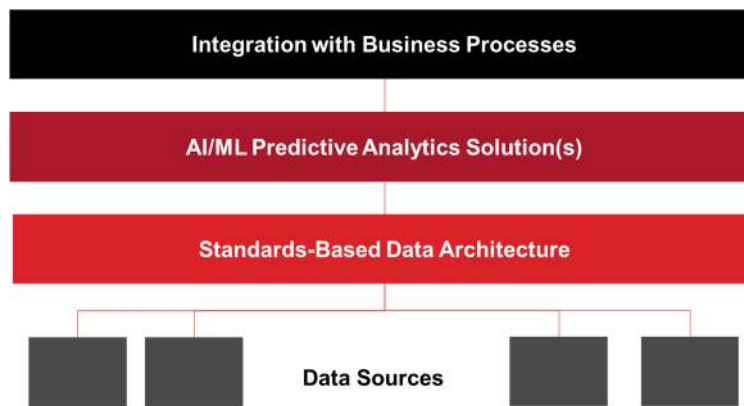 Integration with Business Processes
AI/ML Predictive Analytics Solution(s)
Standards-Based Data Architecture
Data Sources